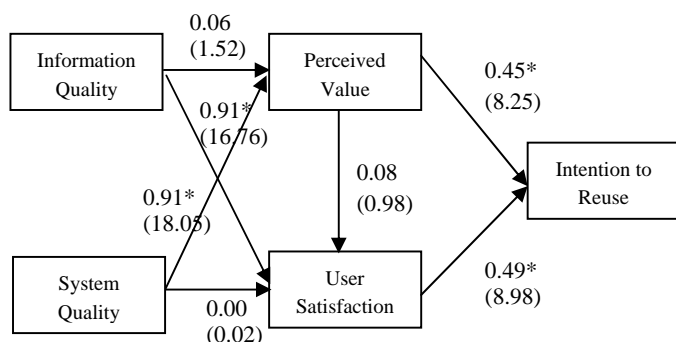 0.06
(1.52)
Information
Quality
Perceived
Value
0.45*
(8.25)
0.91*
(16.76)
Intention to
Reuse
0.08
(0.98)
0.91*
(18.05)
System
Quality
User
Satisfaction
0.49*
(8.98)
0.00
(0.02)